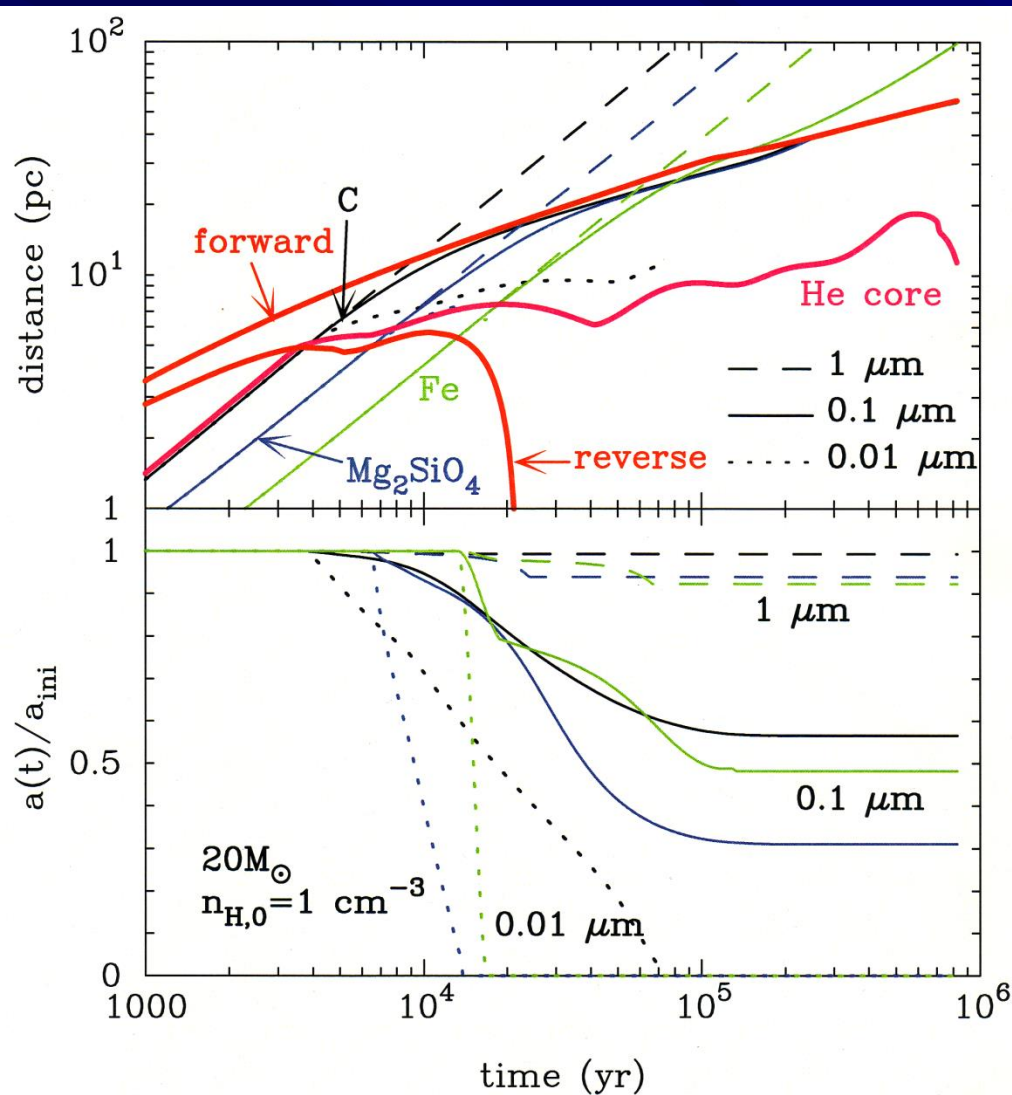 10²
distance (pc)
C
forward
10
He core
1 μm
Fe
0.1 μm
0.01 μm
Mg₂SiO₄
reverse
1
1
1 μm
a(t)/a_ini
0.5
0.1 μm
20M⊙
n_H,0=1 cm⁻³
0.01 μm
0
1000
10⁴
10⁵
10⁶
time (yr)